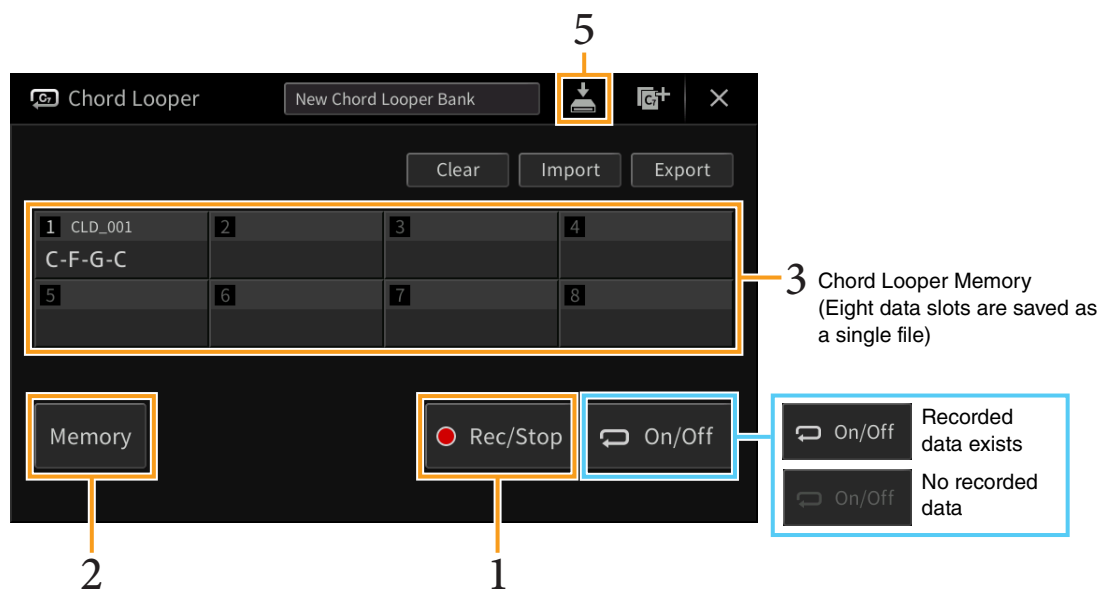 5
C7 Chord Looper New Chord Looper Bank C7
Clear Import Export
1 CLD_001 2 3 4
C-F-G-C
5 6 7 8
3 Chord Looper Memory
(Eight data slots are saved as
a single file)
Memory Rec/Stop On/Off
On/Off Recorded
data exists
On/Off No recorded
data
2 1